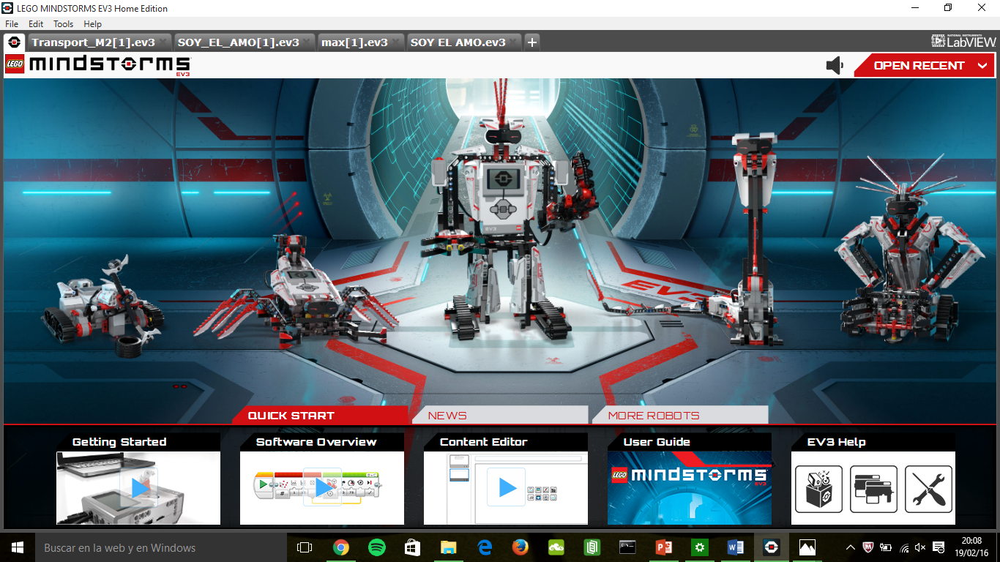 LEGO MINDSTORMS EV3 Home Edition
File Edit Tools Help
Transport_M2[1].ev3 SOY_EL_AMO[1].ev3 max[1].ev3 SOY EL AMO.ev3 +
NATIONAL INSTRUMENTS
LabVIEW
LEGO mindstorms
EV3
OPEN RECENT
EV3
EV3
QUICK START NEWS MORE ROBOTS
Getting Started Software Overview Content Editor User Guide EV3 Help
LEGO mindstorms
EV3
Buscar en la web y en Windows
20:08
19/02/16